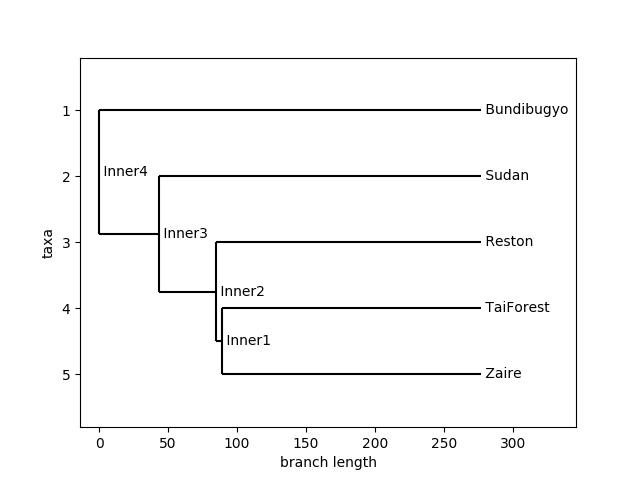 1
Bundibugyo
Inner4
2
Sudan
Inner3
taxa
3
Reston
Inner2
4
TaiForest
Inner1
5
Zaire
0 50 100 150 200 250 300
branch length